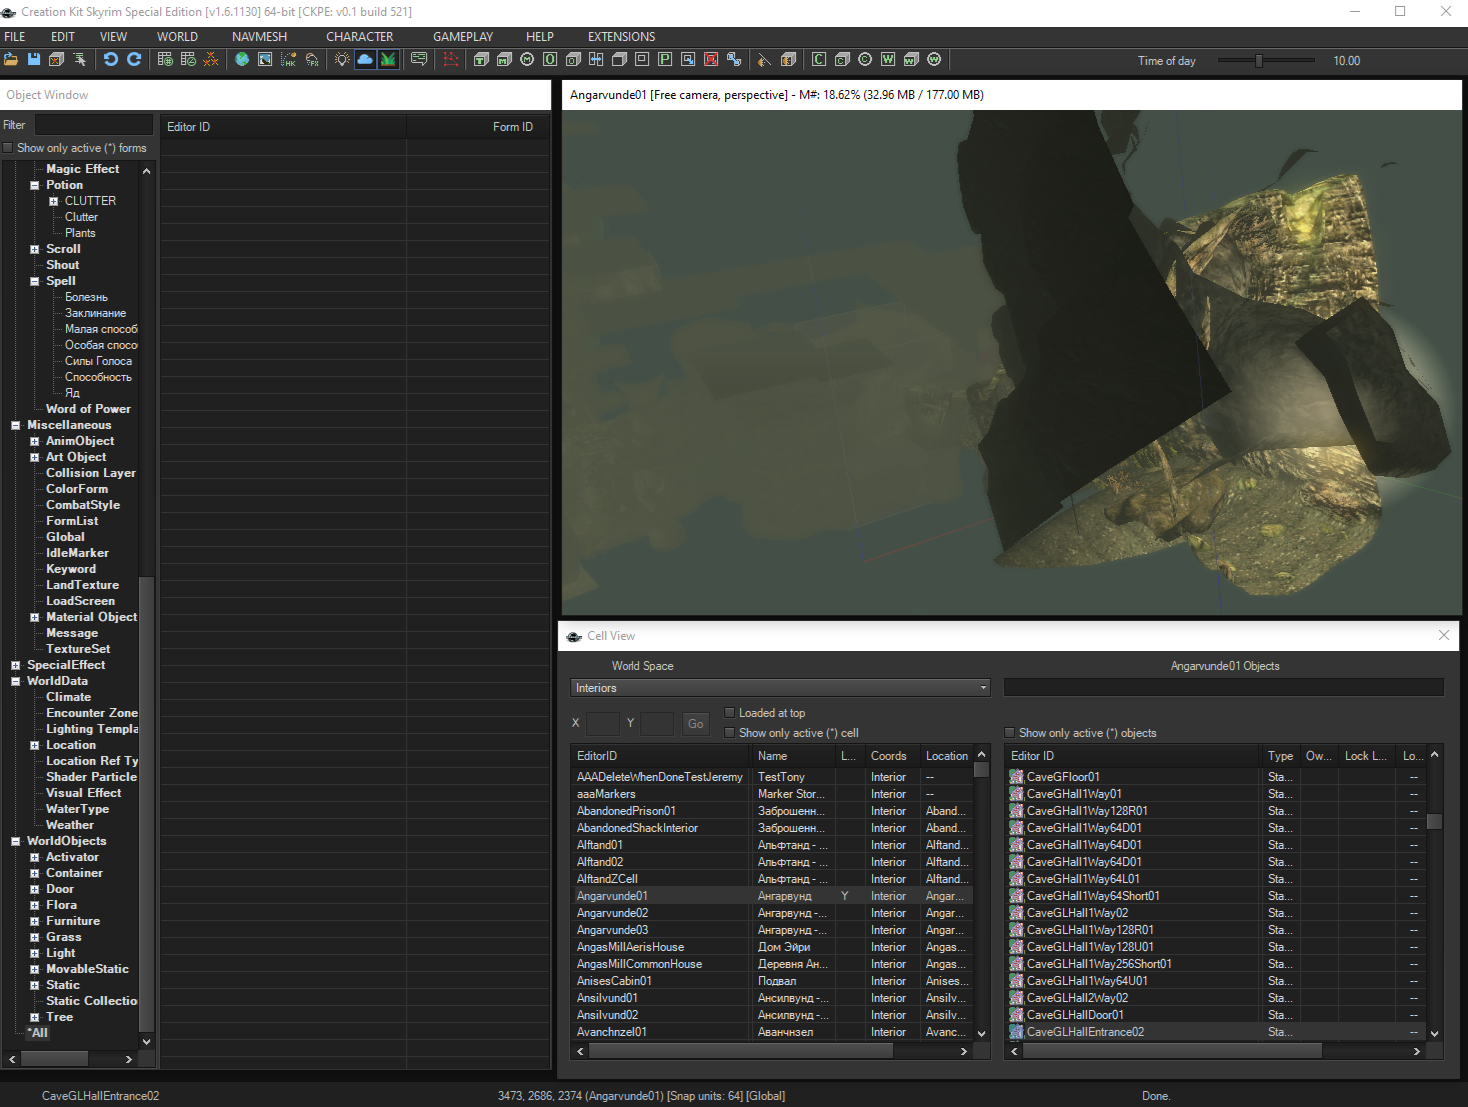 Creation Kit Skyrim Special Edition [v1.6.1130] 64-bit [CKPE: v0.1 build 521]
FILE EDIT VIEW WORLD NAVMESH CHARACTER GAMEPLAY HELP EXTENSIONS
Time of day 10.00
Object Window
Filter
Show only active (*) forms
Editor ID Form ID
Magic Effect
Potion
CLUTTER
Clutter
Plants
Scroll
Shout
Spell
Болезнь
Заклинание
Малая способ
Особая спосо
Силы Голоса
Способность
Яд
Word of Power
Miscellaneous
AnimObject
Art Object
Collision Layer
ColorForm
CombatStyle
FormList
Global
IdleMarker
Keyword
LandTexture
LoadScreen
Material Object
Message
TextureSet
SpecialEffect
WorldData
Climate
Encounter Zone
Lighting Templa
Location
Location Ref Ty
Shader Particle
Visual Effect
WaterType
Weather
WorldObjects
Activator
Container
Door
Flora
Furniture
Grass
Light
MovableStatic
Static
Static Collectio
Tree
*All
Angarvunde01 [Free camera, perspective] - M#: 18.62% (32.96 MB / 177.00 MB)
Cell View
World Space
Interiors
X Y Go
Loaded at top
Show only active (*) cell
EditorID Name L... Coords Location
AAADeleteWhenDoneTestJeremy TestTony Interior --
aaaMarkers Marker Stor... Interior --
AbandonedPrison01 Заброшенн... Interior Aband...
AbandonedShackInterior Заброшенн... Interior Aband...
Alftand01 Альфтанд - ... Interior Alftand...
Alftand02 Альфтанд - ... Interior Alftand...
AlftandZCell Альфтанд - ... Interior Alftand...
Angarvunde01 Ангарвунд Y Interior Angar...
Angarvunde02 Ангарвунд -... Interior Angar...
Angarvunde03 Ангарвунд -... Interior Angar...
AngasMillAerisHouse Дом Эйри Interior Angas...
AngasMillCommonHouse Деревня Ан... Interior Angas...
AnisesCabin01 Подвал Interior Anises...
Ansilvund01 Ансилвунд -... Interior Ansilv...
Ansilvund02 Ансилвунд -... Interior Ansilv...
Avanchnzel01 Аванчнзел Interior Avanc...
Angarvunde01 Objects
Show only active (*) objects
Editor ID Type Ow... Lock L... Lo...
CaveGFloor01 Sta... --
CaveGHall1Way01 Sta... --
CaveGHall1Way128R01 Sta... --
CaveGHall1Way64D01 Sta... --
CaveGHall1Way64D01 Sta... --
CaveGHall1Way64D01 Sta... --
CaveGHall1Way64L01 Sta... --
CaveGHall1Way64Short01 Sta... --
CaveGLHall1Way02 Sta... --
CaveGLHall1Way128R01 Sta... --
CaveGLHall1Way128U01 Sta... --
CaveGLHall1Way256Short01 Sta... --
CaveGLHall1Way64U01 Sta... --
CaveGLHall2Way02 Sta... --
CaveGLHallDoor01 Sta... --
CaveGLHallEntrance02 Sta... --
CaveGLHallEntrance02 3473, 2686, 2374 (Angarvunde01) [Snap units: 64] [Global] Done.